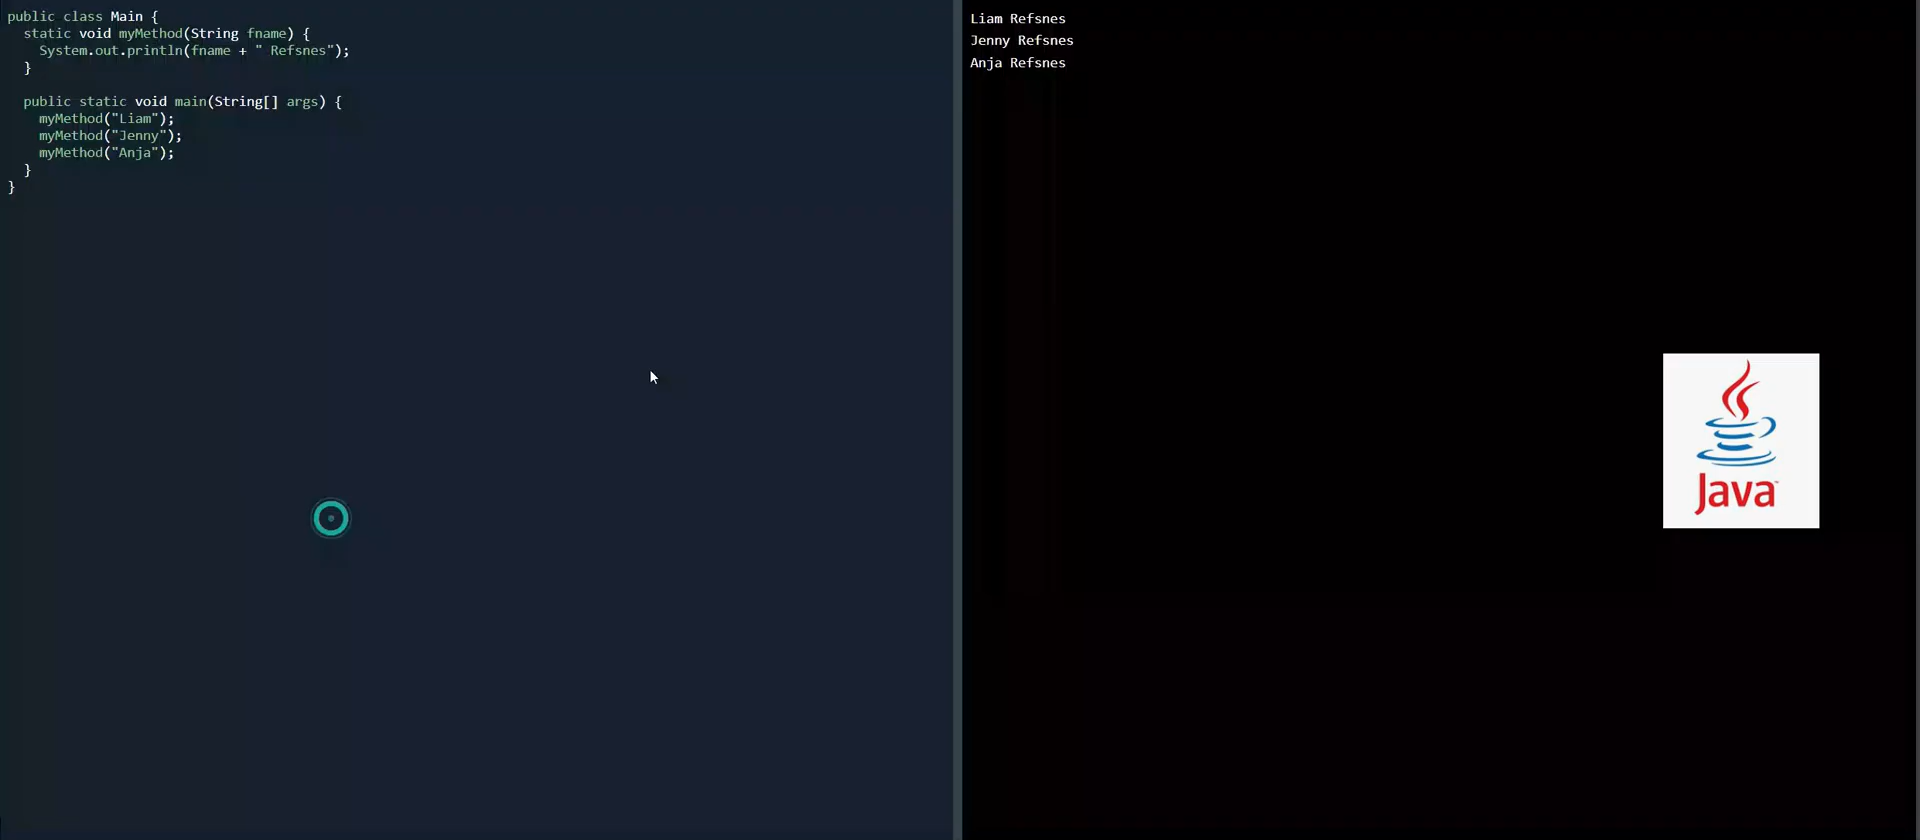 public class Main {
  static void myMethod(String fname) {
    System.out.println(fname + " Refsnes");
  }

  public static void main(String[] args) {
    myMethod("Liam");
    myMethod("Jenny");
    myMethod("Anja");
  }
}
Liam Refsnes
Jenny Refsnes
Anja Refsnes
Java